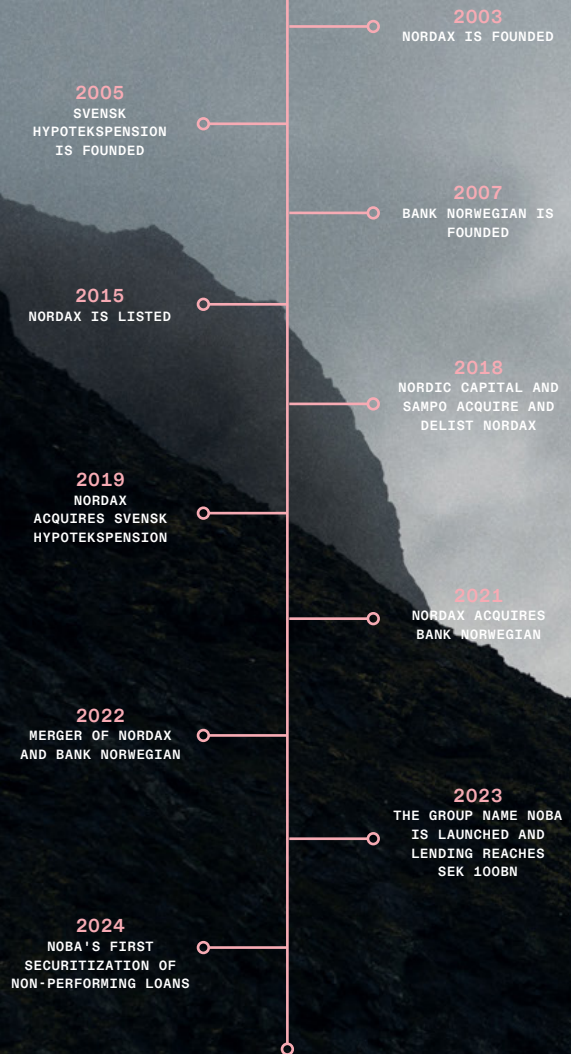 2003
NORDAX IS FOUNDED
2005
SVENSK
HYPOTEKSPENSION
IS FOUNDED
2007
BANK NORWEGIAN IS
FOUNDED
2015
NORDAX IS LISTED
2018
NORDIC CAPITAL AND
SAMPO ACQUIRE AND
DELIST NORDAX
2019
NORDAX
ACQUIRES SVENSK
HYPOTEKSPENSION
2021
NORDAX ACQUIRES
BANK NORWEGIAN
2022
MERGER OF NORDAX
AND BANK NORWEGIAN
2023
THE GROUP NAME NOBA
IS LAUNCHED AND
LENDING REACHES
SEK 100BN
2024
NOBA'S FIRST
SECURITIZATION OF
NON-PERFORMING LOANS